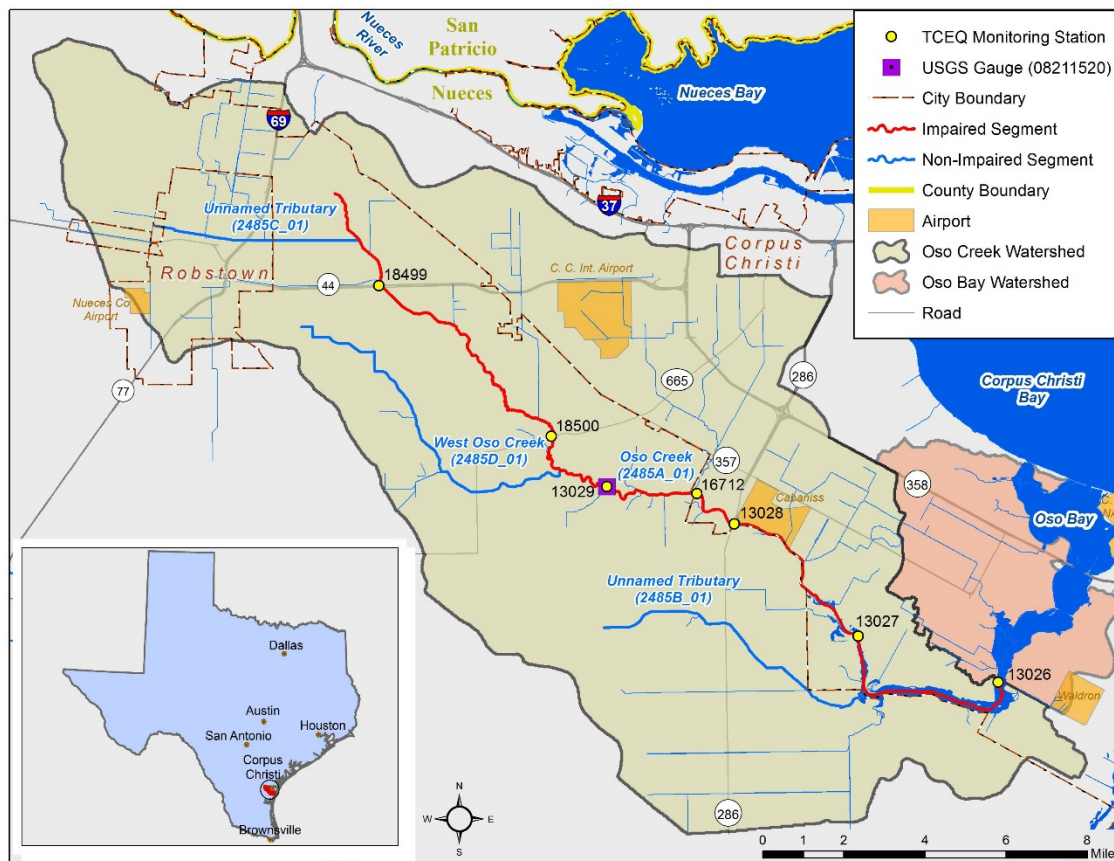 San
Patricio
Nueces
River
Nueces
Nueces Bay
69
37
TCEQ Monitoring Station
USGS Gauge (08211520)
City Boundary
Impaired Segment
Non-Impaired Segment
County Boundary
Airport
Oso Creek Watershed
Oso Bay Watershed
Road
Unnamed Tributary
(2485C_01)
Robstown
Nueces Co
Airport
44
18499
C. C. Int. Airport
Corpus
Christi
77
665
286
Corpus Christi
Bay
18500
West Oso Creek
(2485D_01)
Oso Creek
(2485A_01)
357
358
13029
16712
13028
Cabaniss
Oso Bay
Unnamed Tributary
(2485B_01)
13027
13026
Waldron
286
Dallas
Austin
Houston
San Antonio
Corpus
Christi
Brownsville
N
W
E
S
0
2
4
6
8